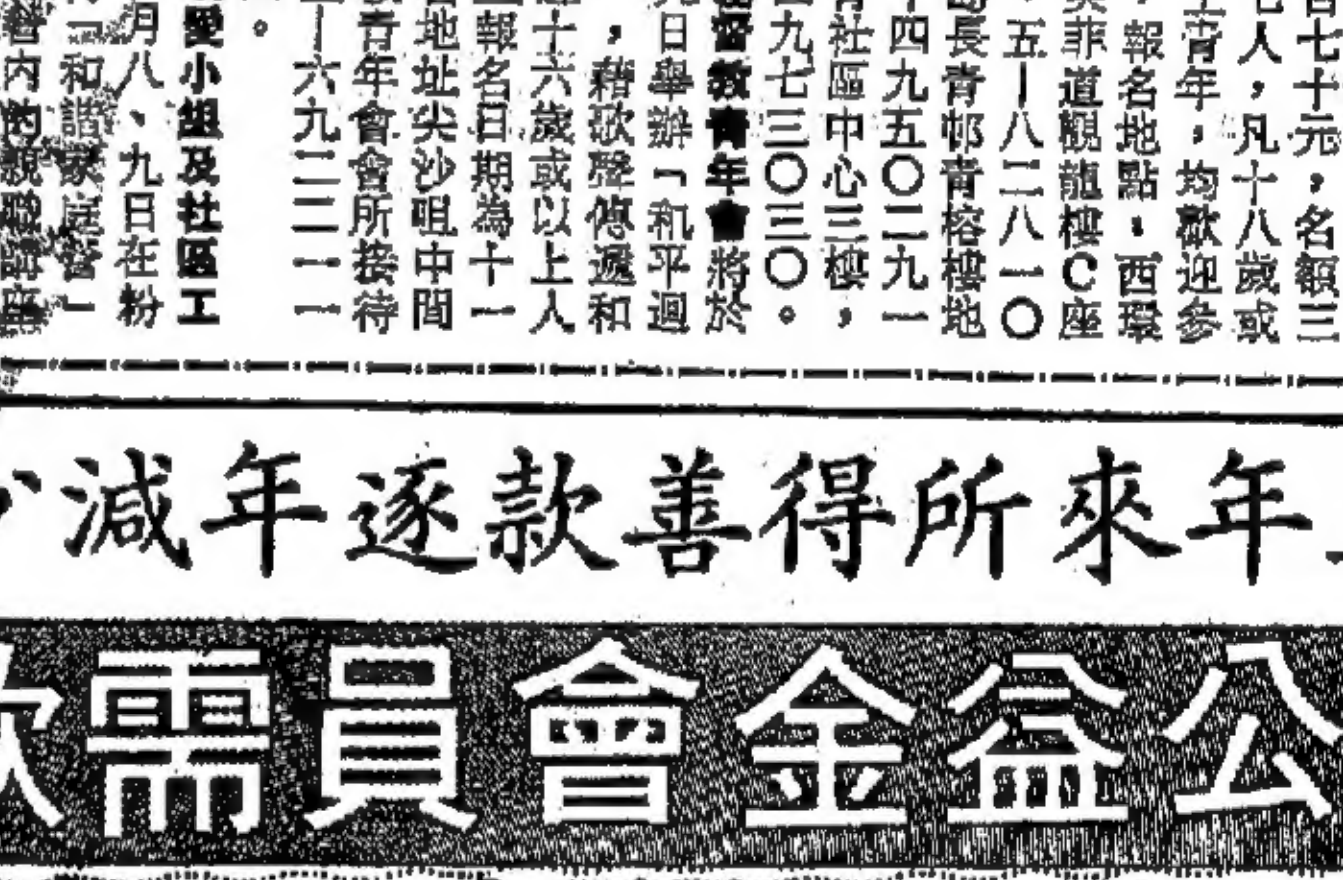 七十元，名額三
七人，凡十八歲或
青年，均歡迎參
報名地點：西環
菲道觀龍樓C座
五—八二八一〇
長青邨青榕樓地
四九五〇二九一
社區中心三樓，
九七三〇三〇。
督教青年會將於
日舉辦「和平迴
，藉歌聲傳遞和
十六歲或以上人
報名日期為十一
地址尖沙咀中間
青年會會所接待
—六九二二一一
。
愛小組及社區工
月八、九日在粉
「和諧家庭營」
營內的親職講座
年來所得善款逐年減少
公益金會員需款